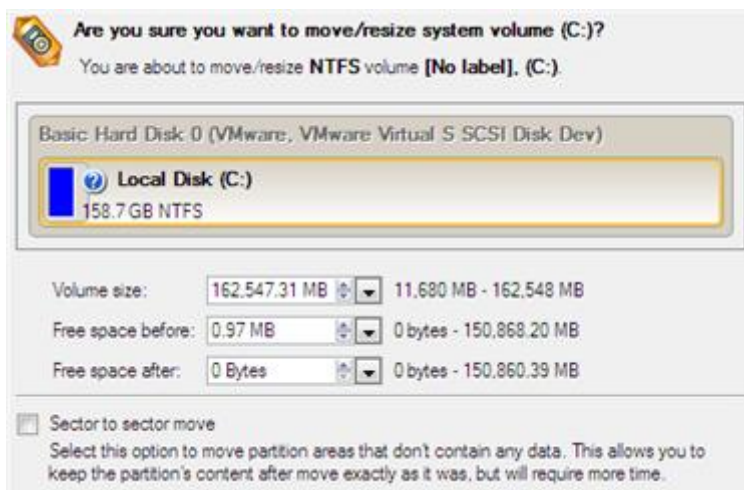 Are you sure you want to move/resize system volume (C:)?
You are about to move/resize NTFS volume [No label], (C:).
Basic Hard Disk 0 (VMware, VMware Virtual S SCSI Disk Dev)
Local Disk (C:)
158.7 GB NTFS
Volume size: 162,547.31 MB 11,680 MB - 162,548 MB
Free space before: 0.97 MB 0 bytes - 150,868.20 MB
Free space after: 0 Bytes 0 bytes - 150,860.39 MB
Sector to sector move
Select this option to move partition areas that don't contain any data. This allows you to
keep the partition's content after move exactly as it was, but will require more time.